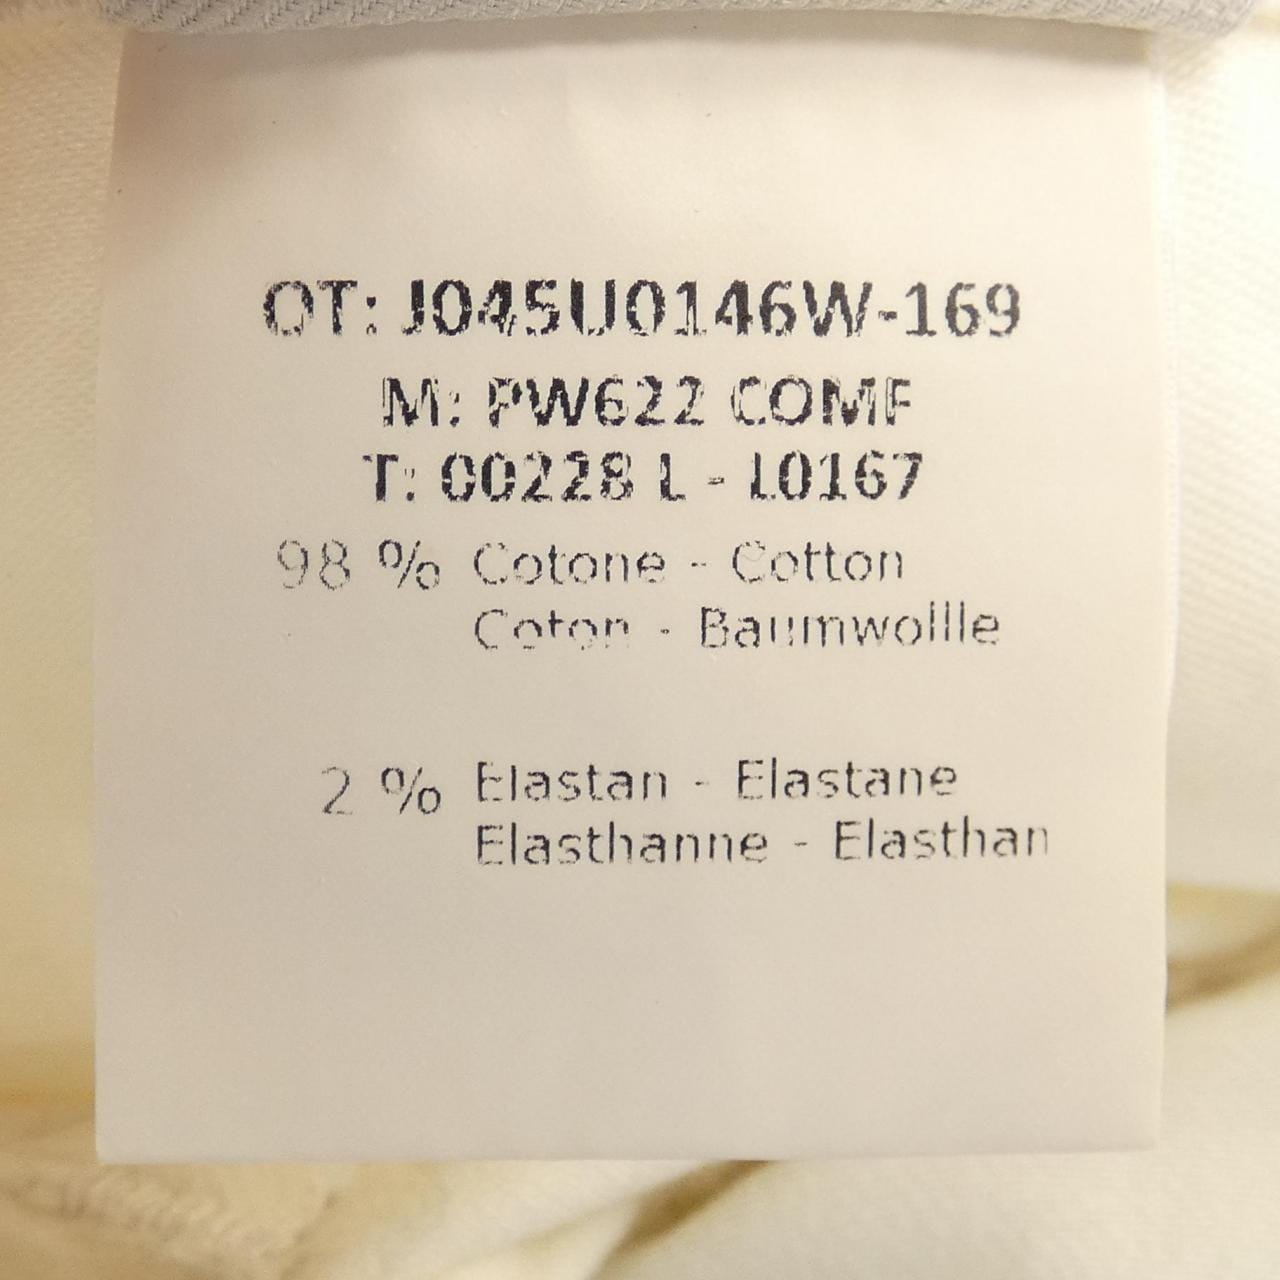 OT: J045U0146W-169
M: PW622 COMF
T: 00228 L - L0167
98 % Cotone - Cotton
Coton - Baumwollle
2 % Elastan - Elastane
Elasthanne - Elasthan